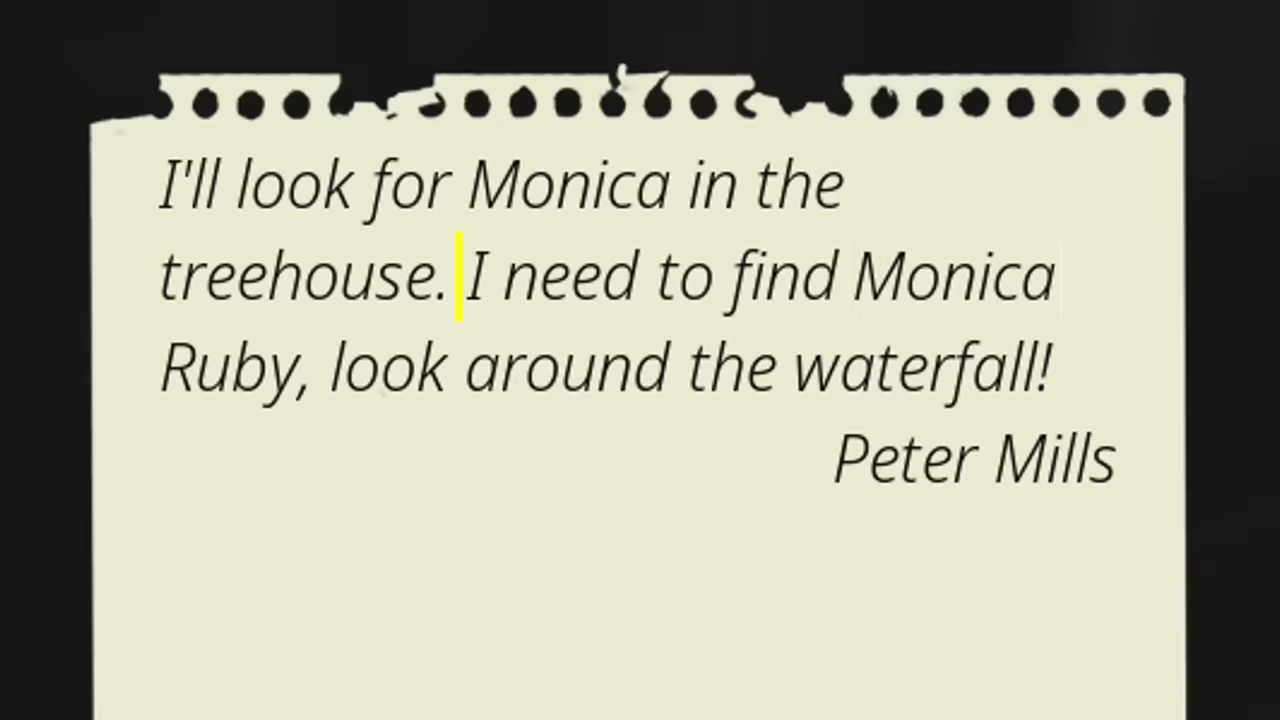 I'll look for Monica in the
treehouse. I need to find Monica
Ruby, look around the waterfall!
Peter Mills